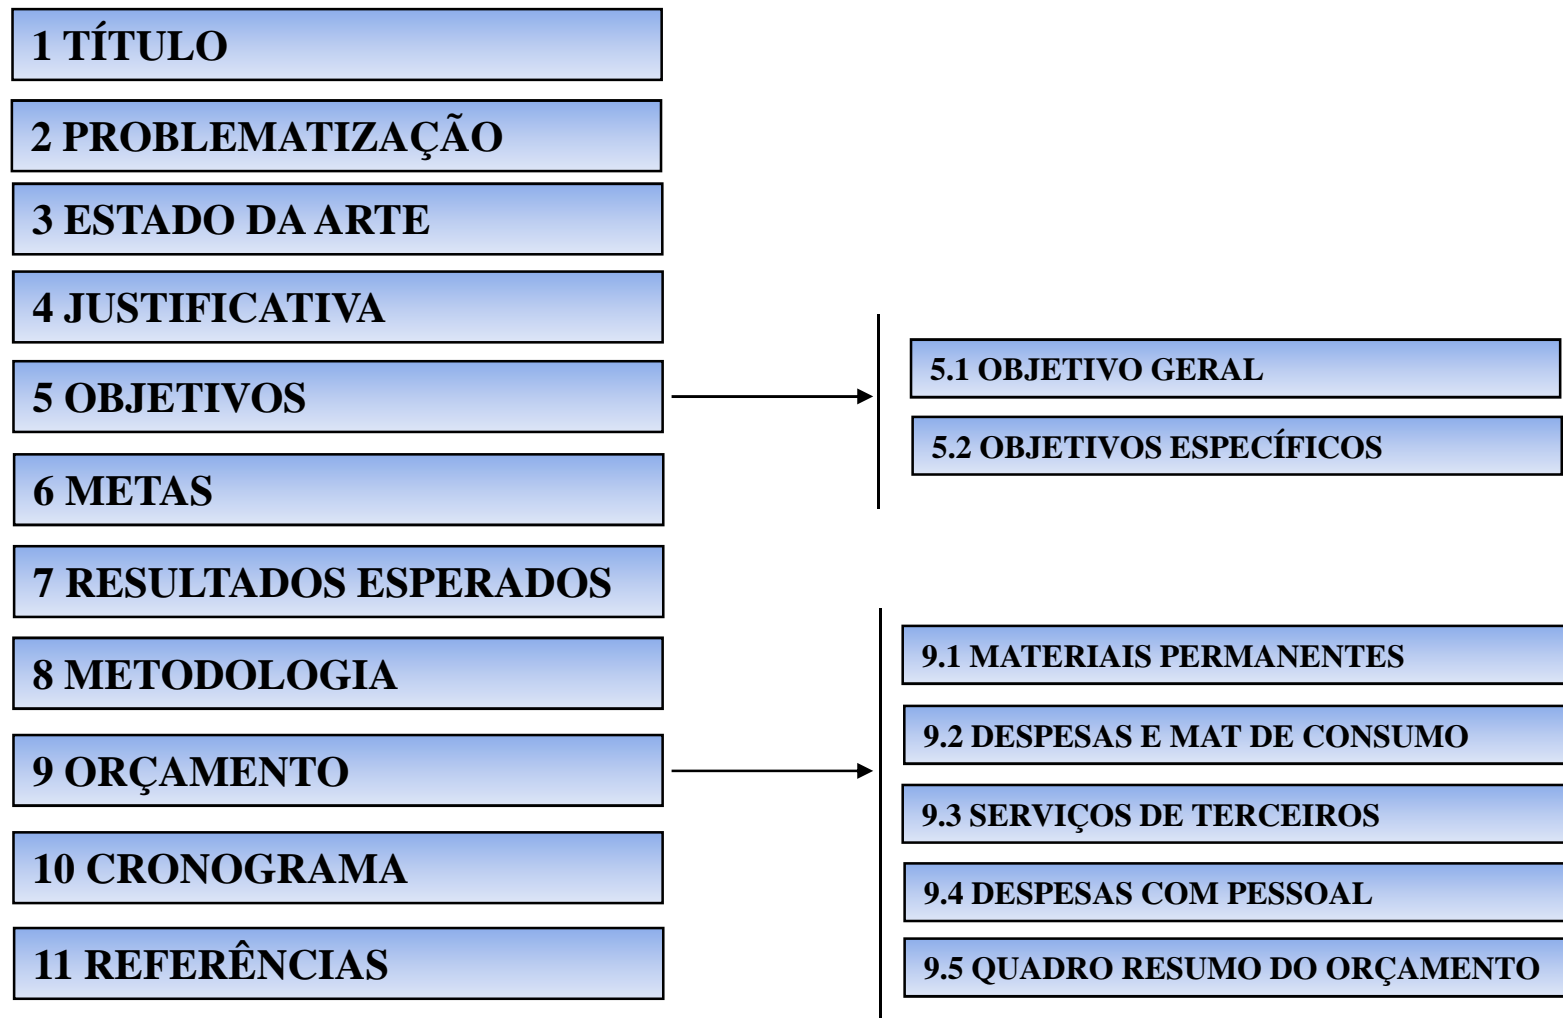 1 TÍTULO
2 PROBLEMATIZAÇÃO
3 ESTADO DA ARTE
4 JUSTIFICATIVA
5 OBJETIVOS
5.1 OBJETIVO GERAL
5.2 OBJETIVOS ESPECÍFICOS
6 METAS
7 RESULTADOS ESPERADOS
8 METODOLOGIA
9 ORÇAMENTO
9.1 MATERIAIS PERMANENTES
9.2 DESPESAS E MAT DE CONSUMO
9.3 SERVIÇOS DE TERCEIROS
9.4 DESPESAS COM PESSOAL
9.5 QUADRO RESUMO DO ORÇAMENTO
10 CRONOGRAMA
11 REFERÊNCIAS